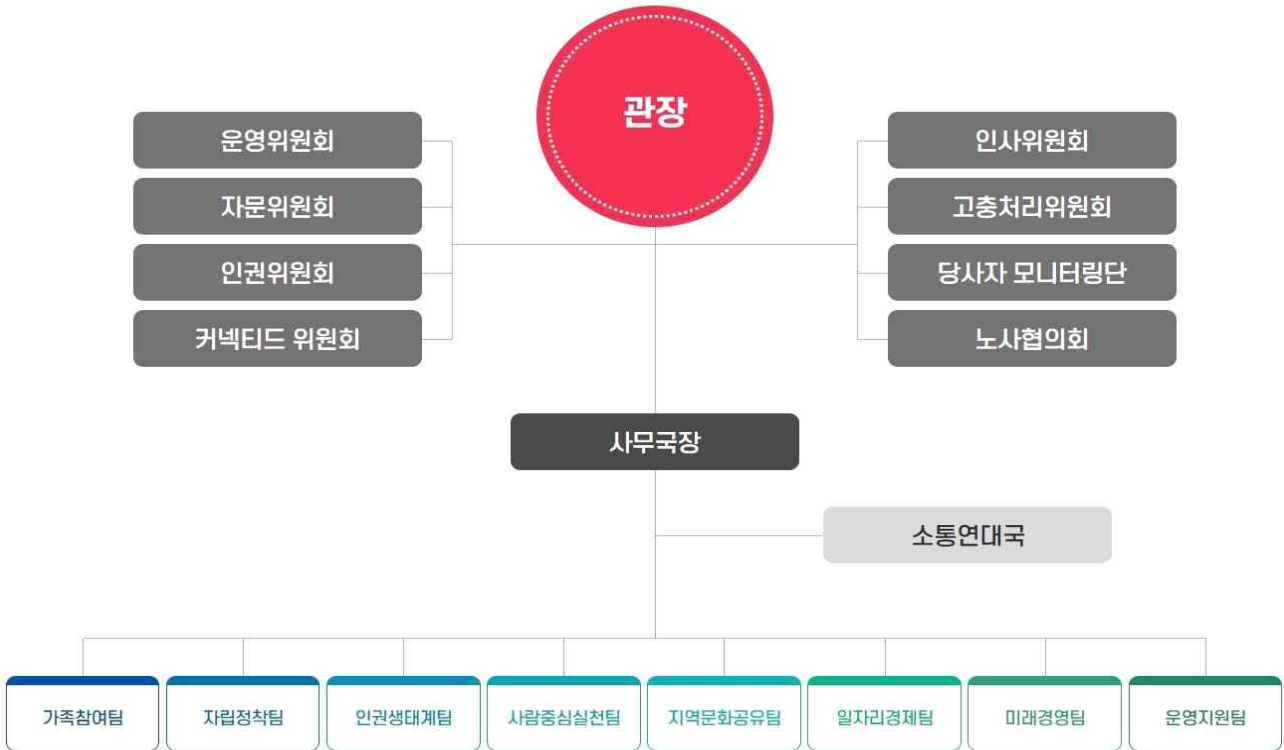 관장
운영위원회
자문위원회
인권위원회
커넥티드 위원회
인사위원회
고충처리위원회
당사자 모니터링단
노사협의회
사무국장
소통연대국
가족참여팀
자립정착팀
인권생태계팀
사람중심실천팀
지역문화공유팀
일자리경제팀
미래경영팀
운영지원팀